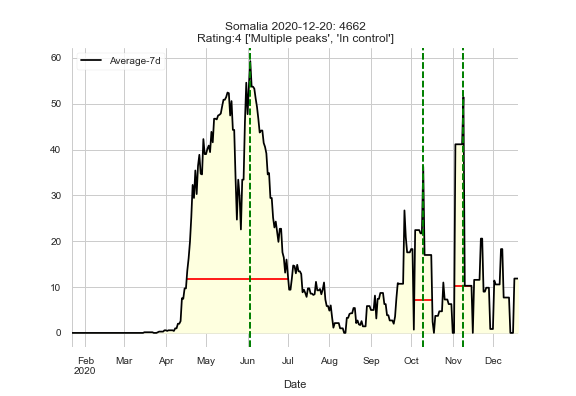 Somalia 2020-12-20: 4662
Rating:4 ['Multiple peaks', 'In control']
Average-7d
60
50
40
30
20
10
0
Feb Mar Apr May Jun Jul Aug Sep Oct Nov Dec
2020
Date